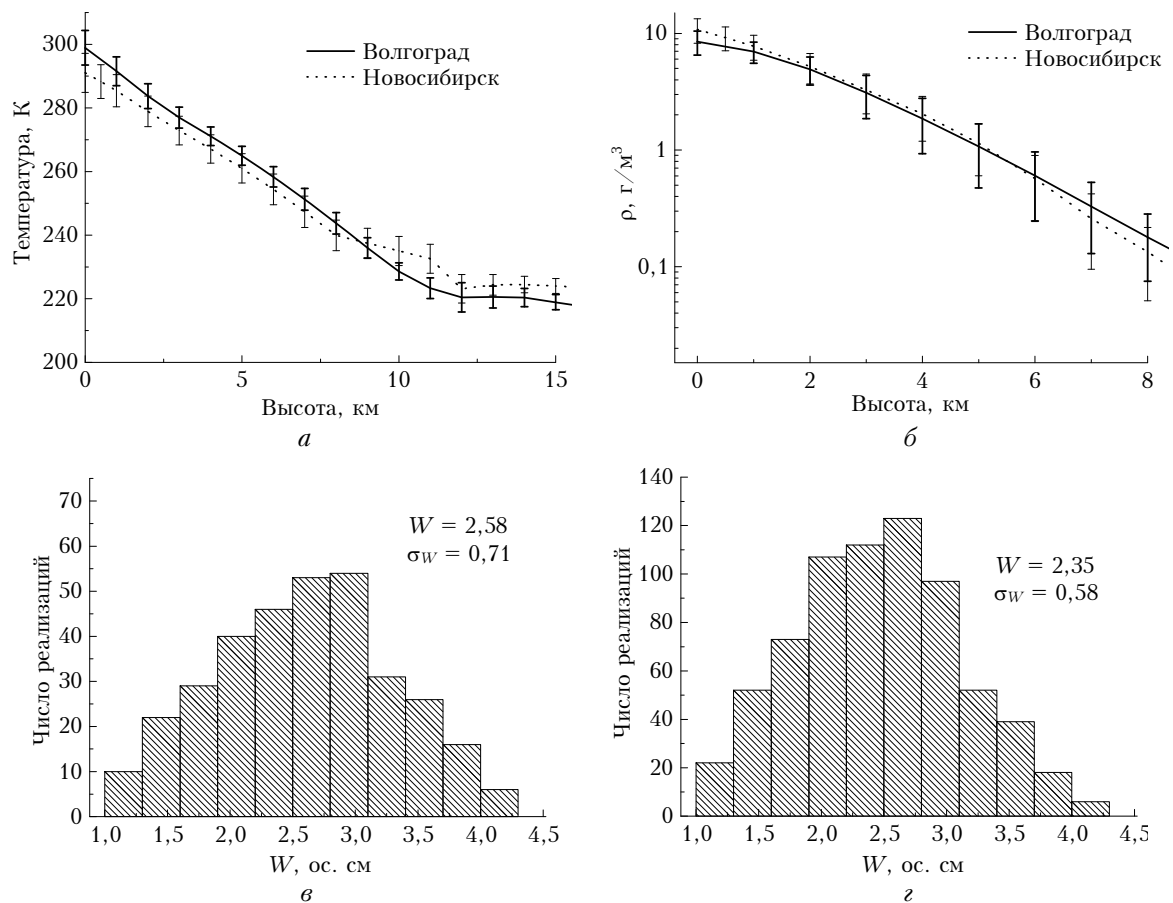 300
280
260
240
220
200
Температура, К
Волгоград
Новосибирск
0
5
10
15
Высота, км
а
10
1
0,1
ρ, г/м³
Волгоград
Новосибирск
0
2
4
6
8
Высота, км
б
70
60
50
40
30
20
10
0
Число реализаций
W = 2,58
σW = 0,71
1,0
1,5
2,0
2,5
3,0
3,5
4,0
4,5
W, ос. см
в
140
120
100
80
60
40
20
0
Число реализаций
W = 2,35
σW = 0,58
1,0
1,5
2,0
2,5
3,0
3,5
4,0
4,5
W, ос. см
г